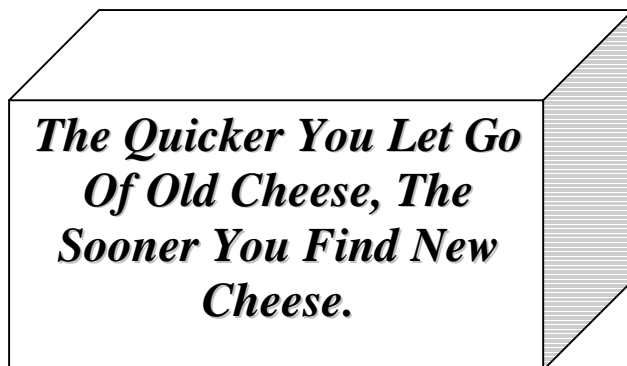 The Quicker You Let Go
Of Old Cheese, The
Sooner You Find New
Cheese.